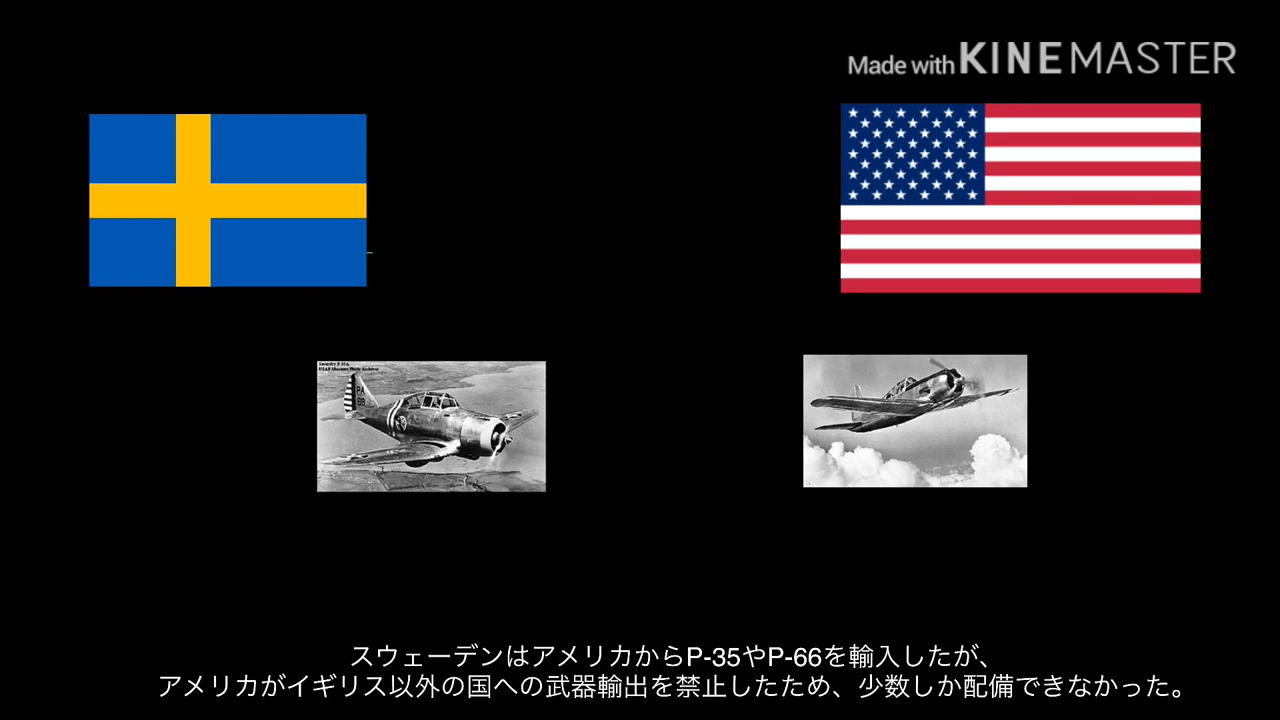 Made with KINEMASTER
PA
69
スウェーデンはアメリカからP-35やP-66を輸入したが、
アメリカがイギリス以外の国への武器輸出を禁止したため、少数しか配備できなかった。